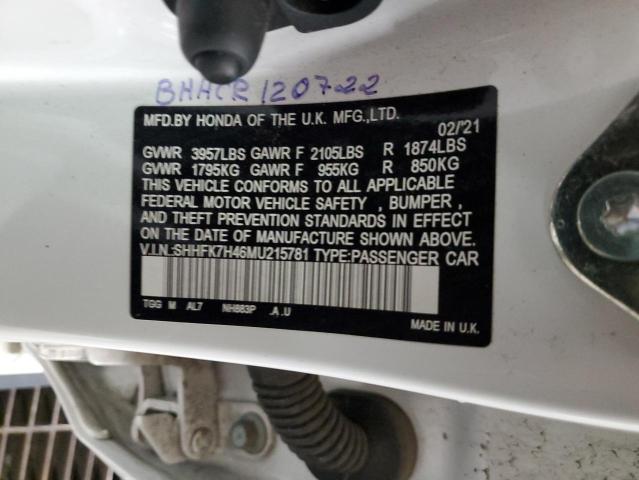 BHHCR120722
MFD.BY HONDA OF THE U.K. MFG.,LTD.
02/'21
GVWR 3957LBS GAWR F 2105LBS R 1874LBS
GVWR 1795KG GAWR F 955KG R 850KG
THIS VEHICLE CONFORMS TO ALL APPLICABLE
FEDERAL MOTOR VEHICLE SAFETY , BUMPER ,
AND THEFT PREVENTION STANDARDS IN EFFECT
ON THE DATE OF MANUFACTURE SHOWN ABOVE.
V.I.N.:SHHFK7H46MU215781 TYPE:PASSENGER CAR
TGG M AL7 NH883P .A .U
MADE IN U.K.